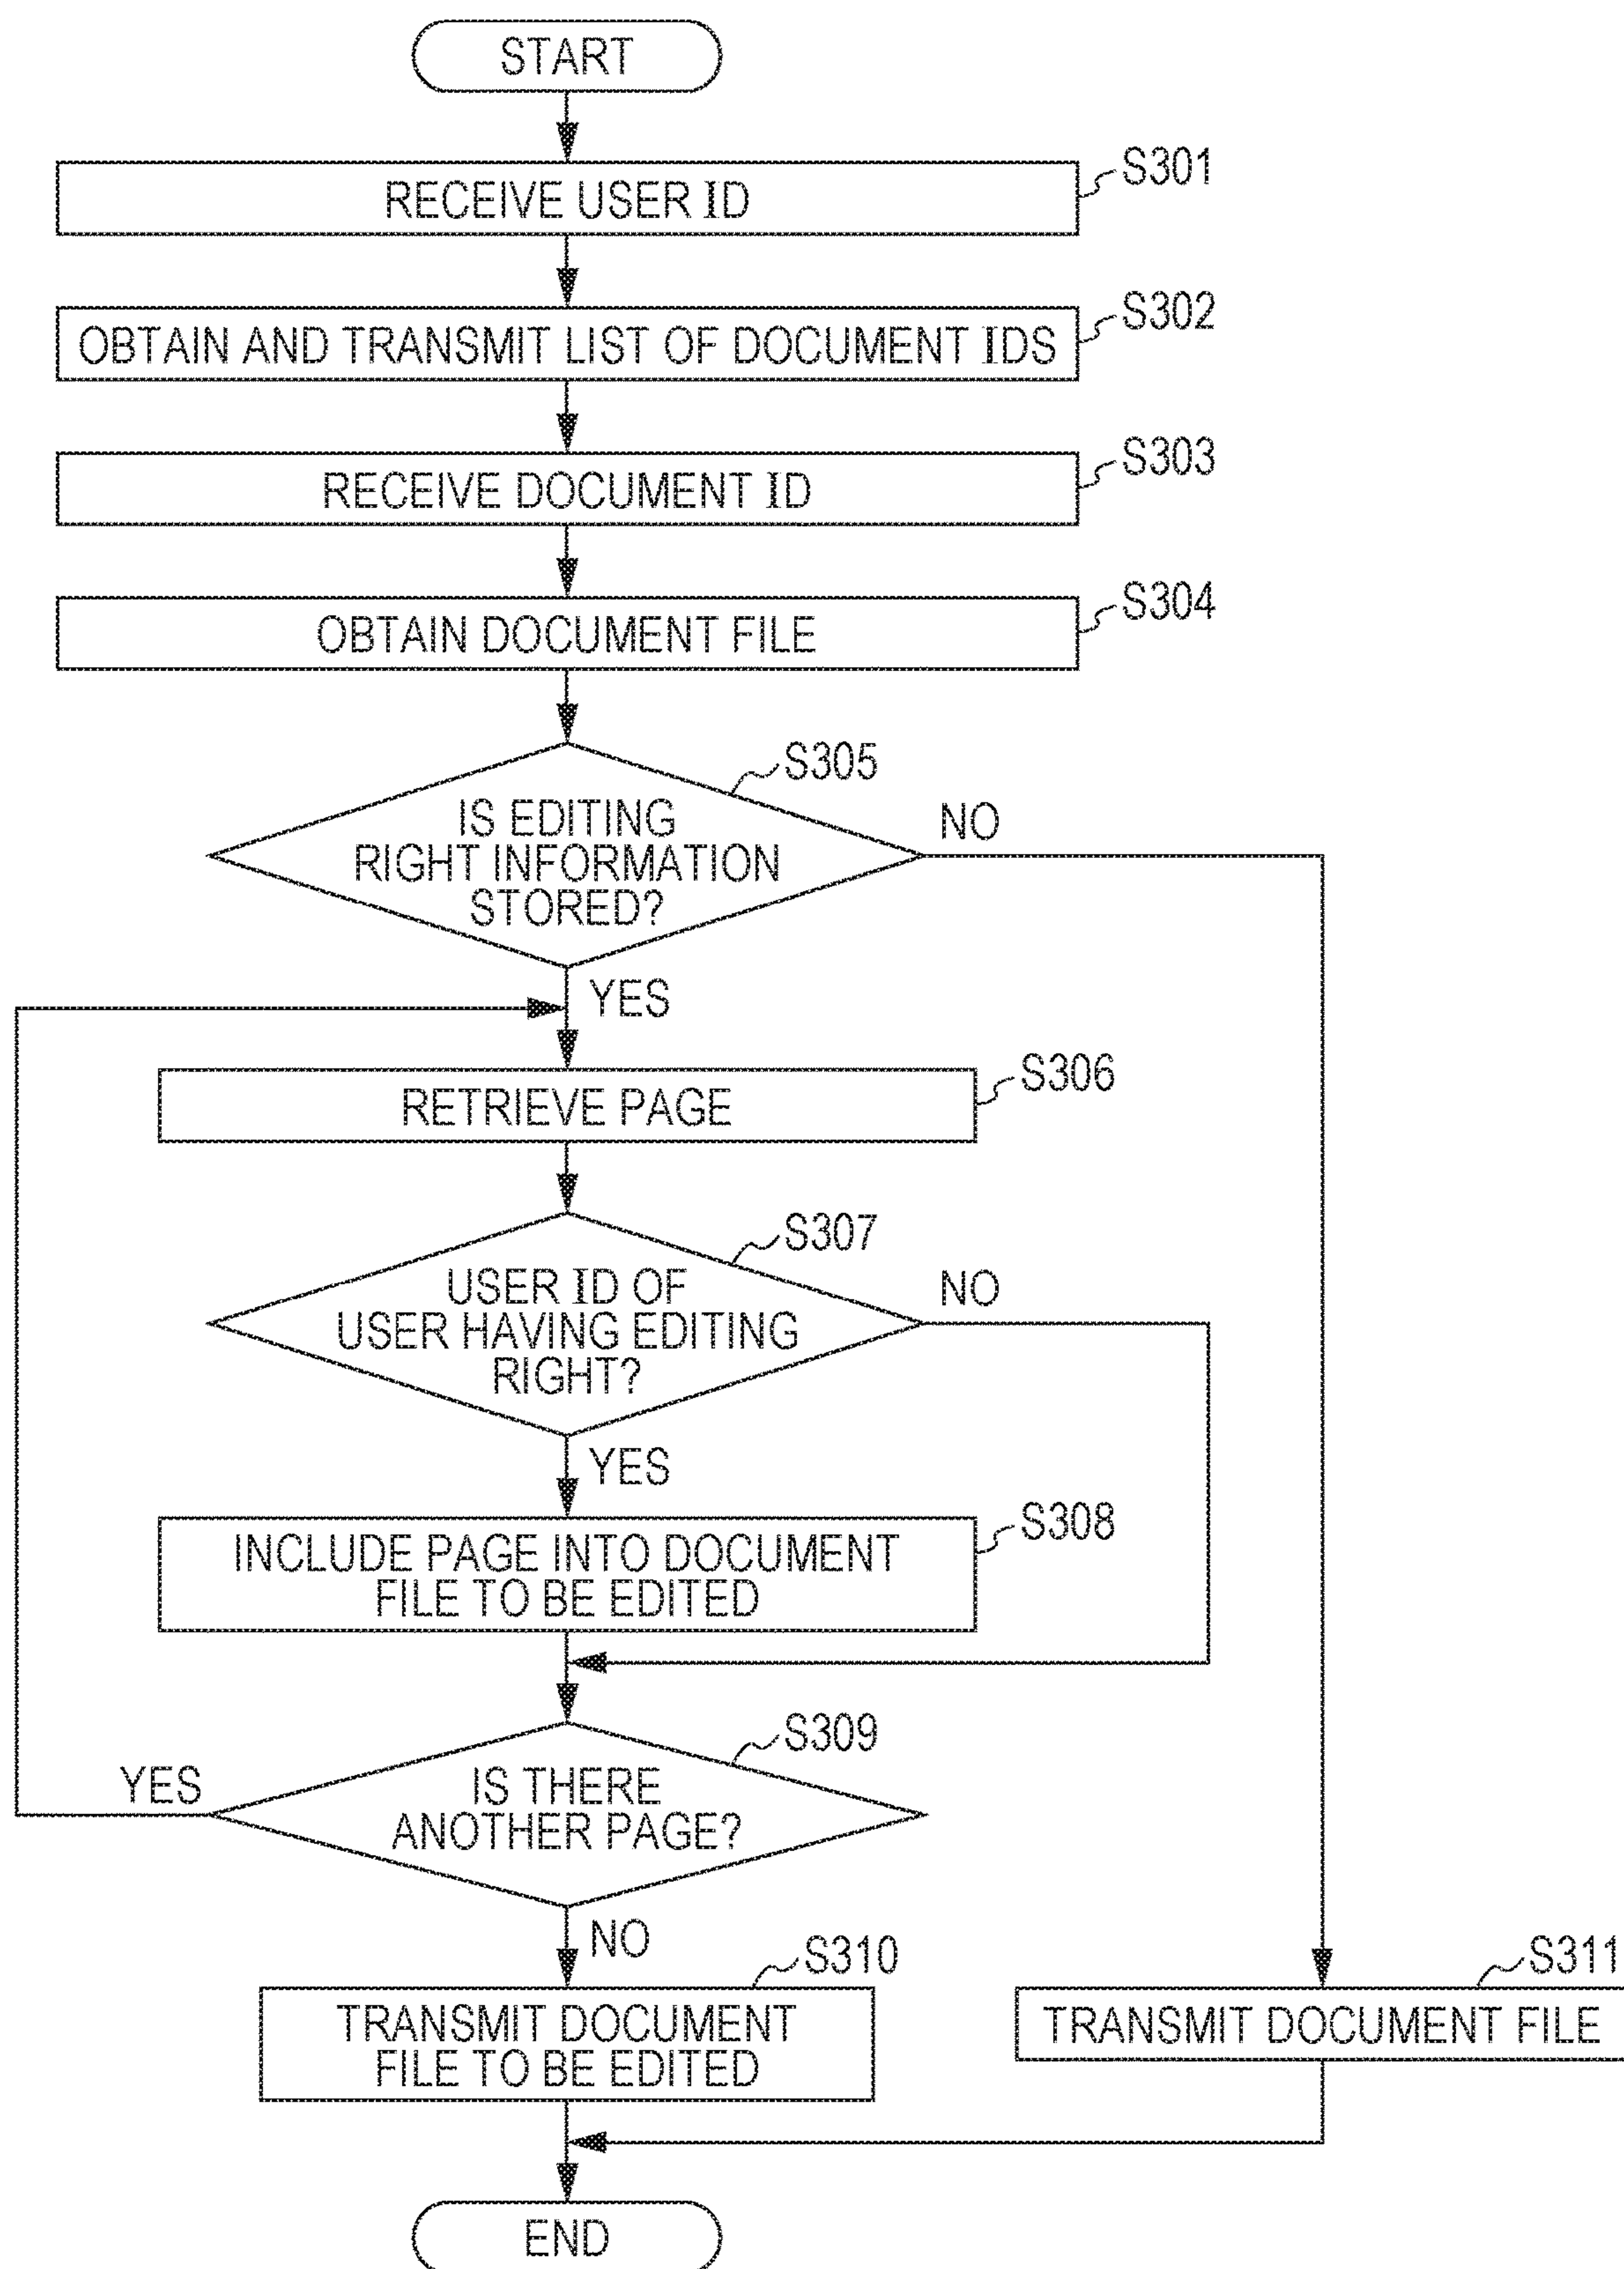 START
RECEIVE USER ID
S301
OBTAIN AND TRANSMIT LIST OF DOCUMENT IDS
S302
RECEIVE DOCUMENT ID
S303
OBTAIN DOCUMENT FILE
S304
S305
IS EDITING
RIGHT INFORMATION
STORED?
NO
YES
RETRIEVE PAGE
S306
S307
USER ID OF
USER HAVING EDITING
RIGHT?
NO
YES
INCLUDE PAGE INTO DOCUMENT
FILE TO BE EDITED
S308
S309
IS THERE
ANOTHER PAGE?
YES
NO
S310
TRANSMIT DOCUMENT
FILE TO BE EDITED
S311
TRANSMIT DOCUMENT FILE
END